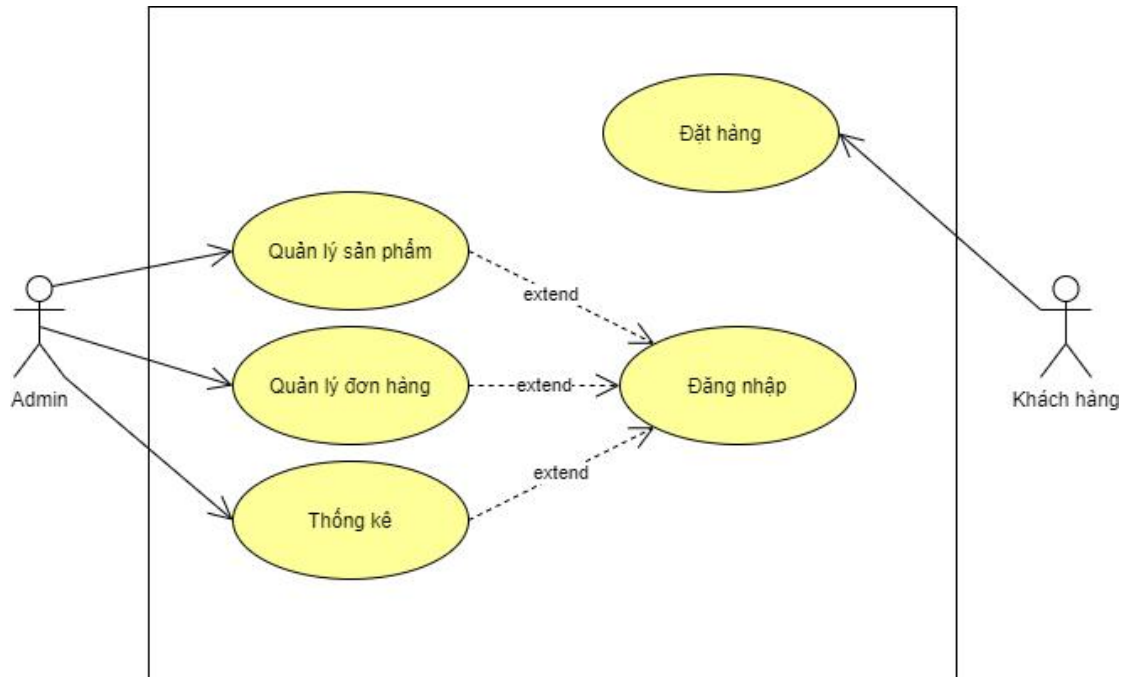 Đặt hàng
Quản lý sản phẩm
extend
Admin
Quản lý đơn hàng
extend
Đăng nhập
Khách hàng
extend
Thống kê